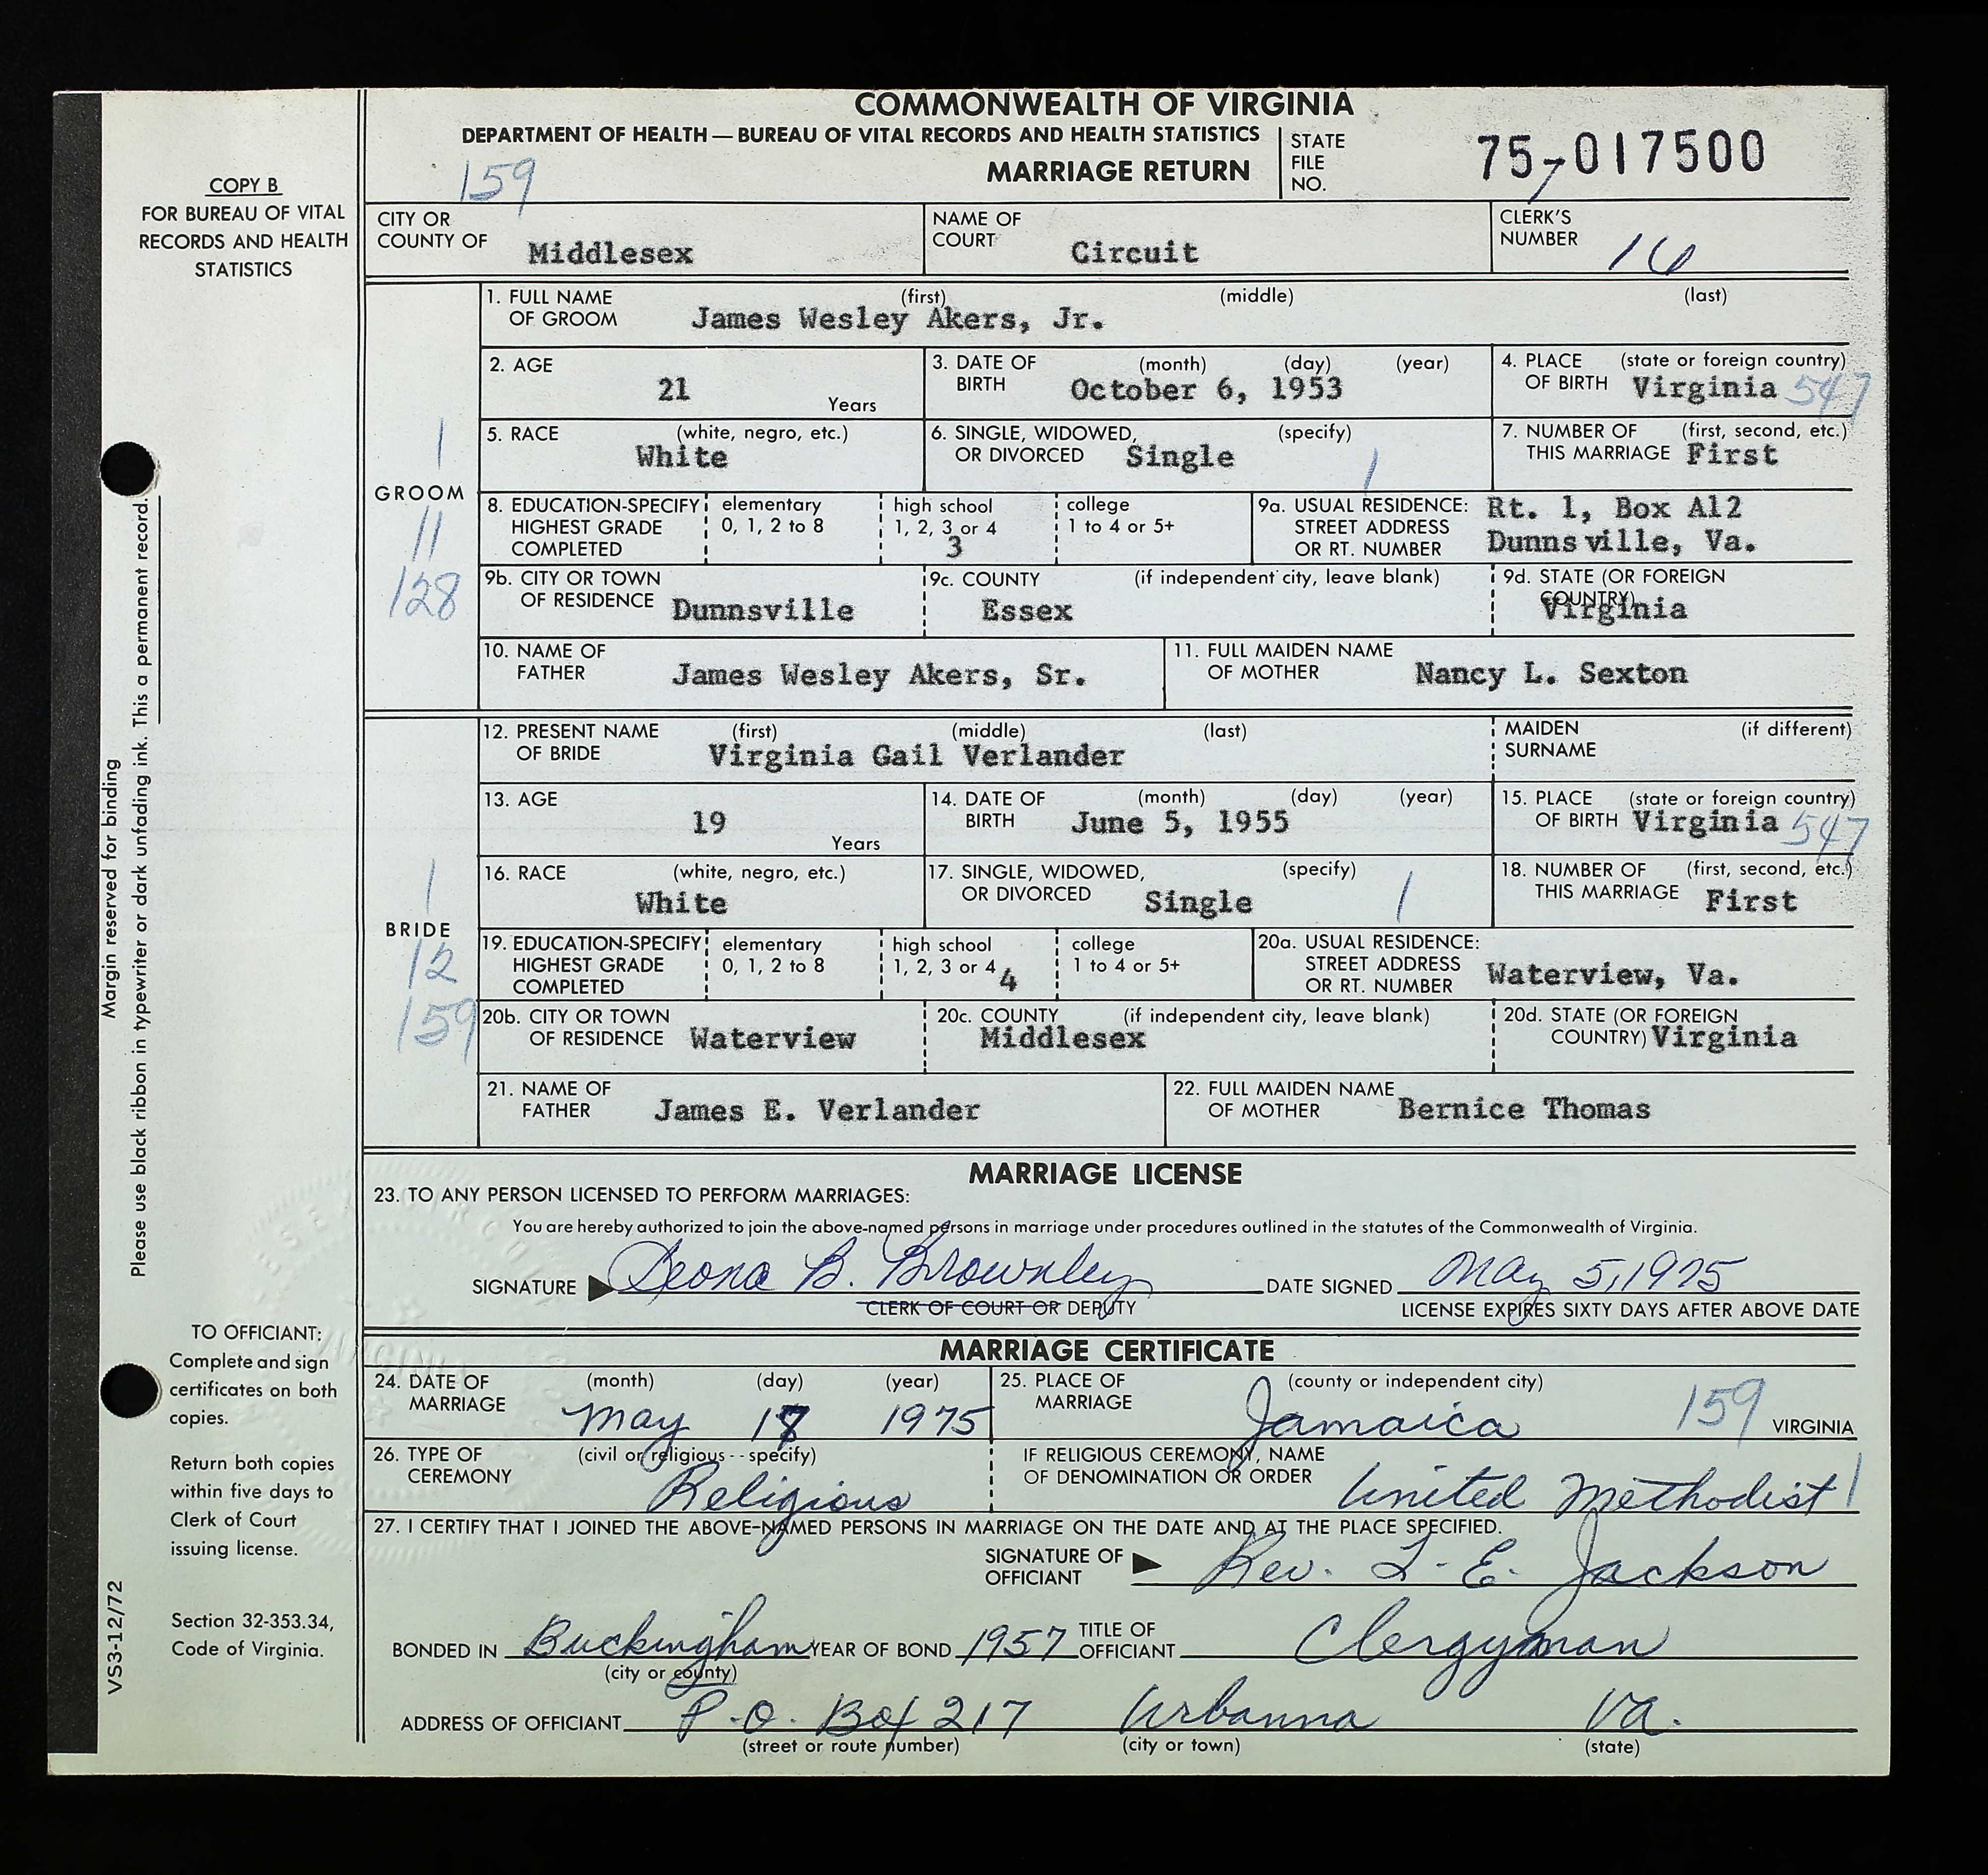 COMMONWEALTH OF VIRGINIA
DEPARTMENT OF HEALTH — BUREAU OF VITAL RECORDS AND HEALTH STATISTICS
MARRIAGE RETURN
STATE FILE NO. 75-017500
159
COPY B
FOR BUREAU OF VITAL
RECORDS AND HEALTH
STATISTICS
CITY OR COUNTY OF Middlesex
NAME OF COURT Circuit
CLERK'S NUMBER 16
GROOM
1
11
128
1. FULL NAME OF GROOM (first) (middle) (last)
James Wesley Akers, Jr.
2. AGE 21 Years
3. DATE OF BIRTH (month) (day) (year) October 6, 1953
4. PLACE OF BIRTH (state or foreign country) Virginia 547
5. RACE (white, negro, etc.) White
6. SINGLE, WIDOWED, OR DIVORCED (specify) Single 1
7. NUMBER OF THIS MARRIAGE (first, second, etc.) First
8. EDUCATION-SPECIFY HIGHEST GRADE COMPLETED
elementary 0, 1, 2 to 8
high school 1, 2, 3 or 4 3
college 1 to 4 or 5+
9a. USUAL RESIDENCE: STREET ADDRESS OR RT. NUMBER Rt. 1, Box A12
Dunnsville, Va.
9b. CITY OR TOWN OF RESIDENCE Dunnsville
9c. COUNTY (if independent city, leave blank) Essex
9d. STATE (OR FOREIGN COUNTRY) Virginia
10. NAME OF FATHER James Wesley Akers, Sr.
11. FULL MAIDEN NAME OF MOTHER Nancy L. Sexton
BRIDE
1
12
159
12. PRESENT NAME OF BRIDE (first) (middle) (last)
Virginia Gail Verlander
MAIDEN SURNAME (if different)
13. AGE 19 Years
14. DATE OF BIRTH (month) (day) (year) June 5, 1955
15. PLACE OF BIRTH (state or foreign country) Virginia 547
16. RACE (white, negro, etc.) White
17. SINGLE, WIDOWED, OR DIVORCED (specify) Single 1
18. NUMBER OF THIS MARRIAGE (first, second, etc.) First
19. EDUCATION-SPECIFY HIGHEST GRADE COMPLETED
elementary 0, 1, 2 to 8
high school 1, 2, 3 or 4 4
college 1 to 4 or 5+
20a. USUAL RESIDENCE: STREET ADDRESS OR RT. NUMBER Waterview, Va.
20b. CITY OR TOWN OF RESIDENCE Waterview
20c. COUNTY (if independent city, leave blank) Middlesex
20d. STATE (OR FOREIGN COUNTRY) Virginia
21. NAME OF FATHER James E. Verlander
22. FULL MAIDEN NAME OF MOTHER Bernice Thomas
MARRIAGE LICENSE
23. TO ANY PERSON LICENSED TO PERFORM MARRIAGES:
You are hereby authorized to join the above-named persons in marriage under procedures outlined in the statutes of the Commonwealth of Virginia.
SIGNATURE B. Brownley DATE SIGNED May 5, 1975
CLERK OF COURT OR DEPUTY
LICENSE EXPIRES SIXTY DAYS AFTER ABOVE DATE
MARRIAGE CERTIFICATE
24. DATE OF MARRIAGE (month) (day) (year) May 1975
25. PLACE OF MARRIAGE (county or independent city) Jamaica 159 VIRGINIA
26. TYPE OF CEREMONY (civil or religious--specify) Religious
IF RELIGIOUS CEREMONY, NAME OF DENOMINATION OR ORDER United Methodist 1
27. I CERTIFY THAT I JOINED THE ABOVE-NAMED PERSONS IN MARRIAGE ON THE DATE AND AT THE PLACE SPECIFIED.
SIGNATURE OF OFFICIANT Rev. L. E. Jackson
BONDED IN Buckingham (city or county) YEAR OF BOND 1957 TITLE OF OFFICIANT Clergyman
ADDRESS OF OFFICIANT P.O. Box 217 Urbanna Va.
(street or route number) (city or town) (state)
TO OFFICIANT:
Complete and sign
certificates on both
copies.
Return both copies
within five days to
Clerk of Court
issuing license.
Section 32-353.34,
Code of Virginia.
Margin reserved for binding
Please use black ribbon in typewriter or dark unfading ink. This a permanent record.
VS3-12/72
VIRGINIA